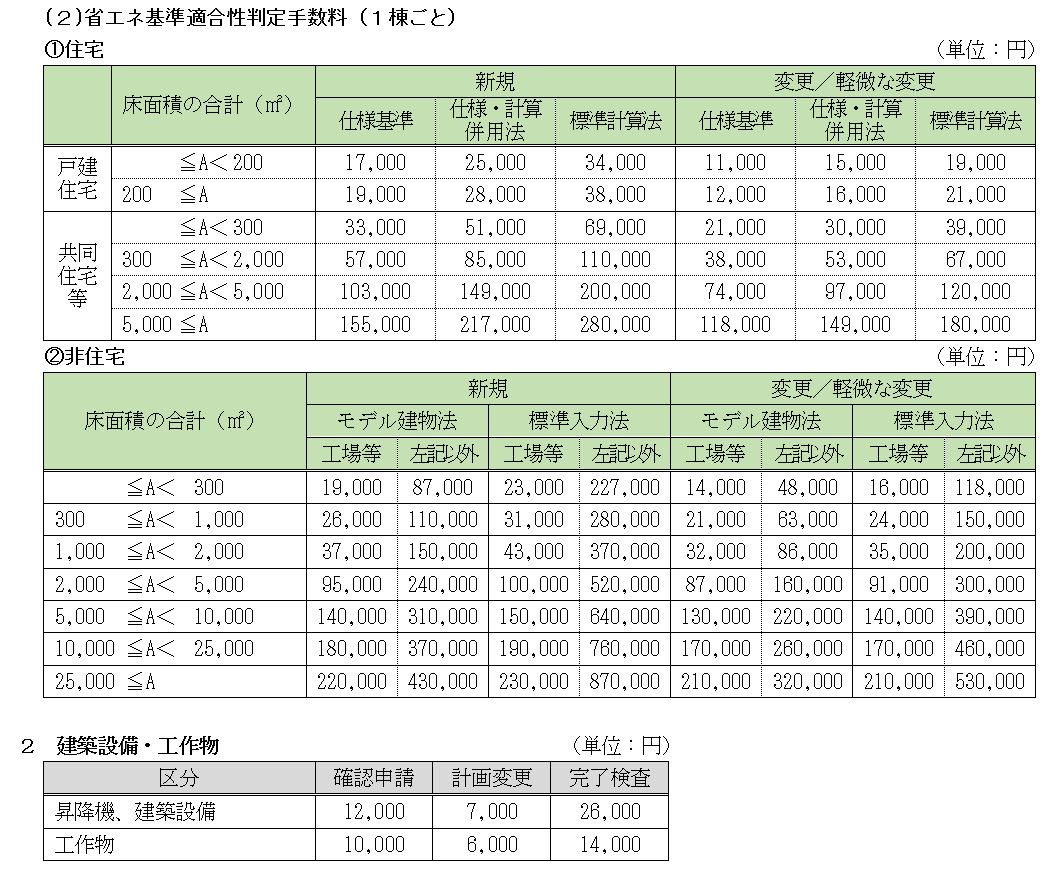 (２)省エネ基準適合性判定手数料（１棟ごと）
①住宅 （単位：円）
床面積の合計（㎡） 新規 変更／軽微な変更
仕様基準 仕様・計算併用法 標準計算法 仕様基準 仕様・計算併用法 標準計算法
戸建住宅 ≦A＜200 17,000 25,000 34,000 11,000 15,000 19,000
200 ≦A 19,000 28,000 38,000 12,000 16,000 21,000
共同住宅等 ≦A＜300 33,000 51,000 69,000 21,000 30,000 39,000
300 ≦A＜2,000 57,000 85,000 110,000 38,000 53,000 67,000
2,000 ≦A＜5,000 103,000 149,000 200,000 74,000 97,000 120,000
5,000 ≦A 155,000 217,000 280,000 118,000 149,000 180,000
②非住宅 （単位：円）
床面積の合計（㎡） 新規 変更／軽微な変更
モデル建物法 標準入力法 モデル建物法 標準入力法
工場等 左記以外 工場等 左記以外 工場等 左記以外 工場等 左記以外
≦A＜ 300 19,000 87,000 23,000 227,000 14,000 48,000 16,000 118,000
300 ≦A＜ 1,000 26,000 110,000 31,000 280,000 21,000 63,000 24,000 150,000
1,000 ≦A＜ 2,000 37,000 150,000 43,000 370,000 32,000 86,000 35,000 200,000
2,000 ≦A＜ 5,000 95,000 240,000 100,000 520,000 87,000 160,000 91,000 300,000
5,000 ≦A＜ 10,000 140,000 310,000 150,000 640,000 130,000 220,000 140,000 390,000
10,000 ≦A＜ 25,000 180,000 370,000 190,000 760,000 170,000 260,000 170,000 460,000
25,000 ≦A 220,000 430,000 230,000 870,000 210,000 320,000 210,000 530,000
２ 建築設備・工作物 （単位：円）
区分 確認申請 計画変更 完了検査
昇降機、建築設備 12,000 7,000 26,000
工作物 10,000 6,000 14,000